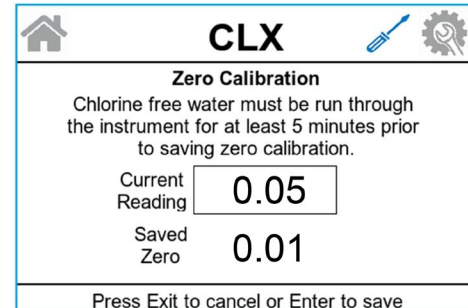 CLX
Zero Calibration
Chlorine free water must be run through
the instrument for at least 5 minutes prior
to saving zero calibration.
Current
Reading
0.05
Saved
Zero
0.01
Press Exit to cancel or Enter to save